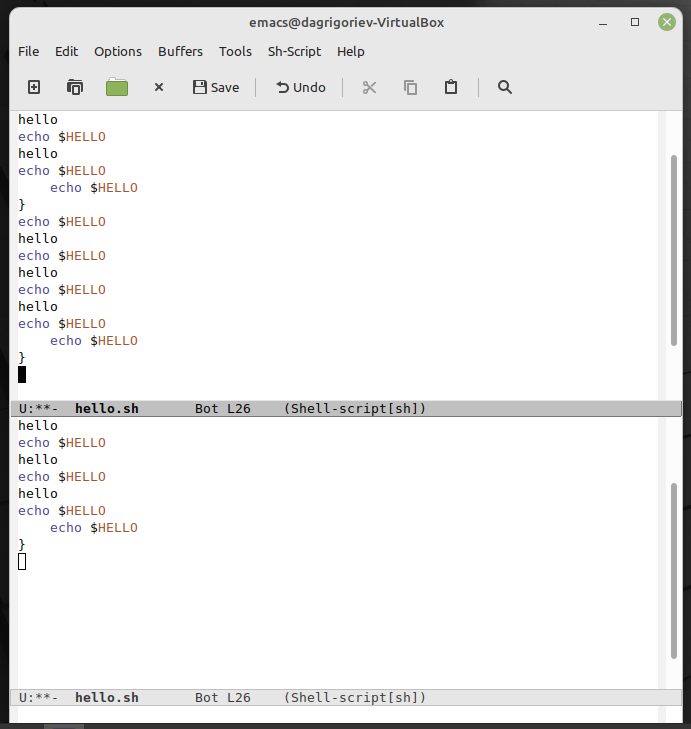 emacs@dagrigoriev-VirtualBox
File Edit Options Buffers Tools Sh-Script Help
Save Undo
hello
echo $HELLO
hello
echo $HELLO
    echo $HELLO
}
echo $HELLO
hello
echo $HELLO
hello
echo $HELLO
hello
echo $HELLO
    echo $HELLO
}
U:**-  hello.sh       Bot L26    (Shell-script[sh])
hello
echo $HELLO
hello
echo $HELLO
hello
echo $HELLO
    echo $HELLO
}
U:**-  hello.sh       Bot L26    (Shell-script[sh])